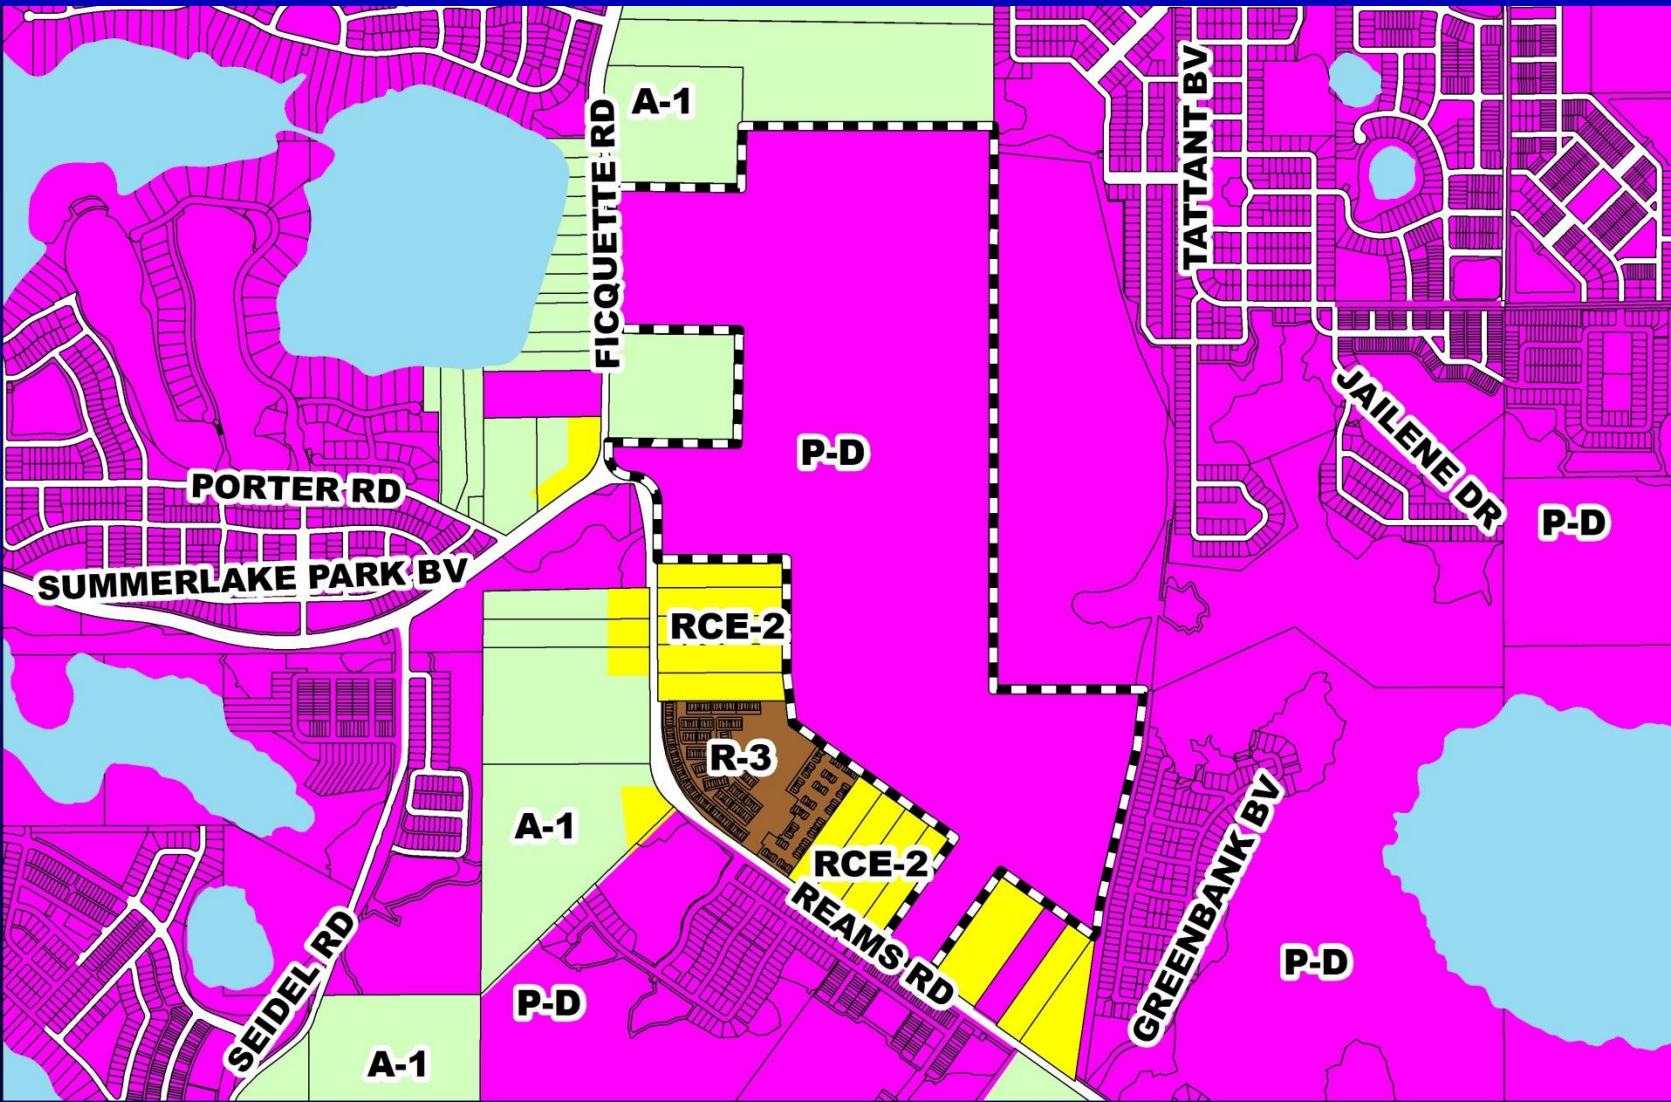 A-1
FICQUETTE RD
TATTANT BV
JAILENE DR
P-D
PORTER RD
P-D
SUMMERLAKE PARK BV
RCE-2
R-3
A-1
RCE-2
REAMS RD
GREENBANK BV
SEIDEL RD
P-D
P-D
A-1